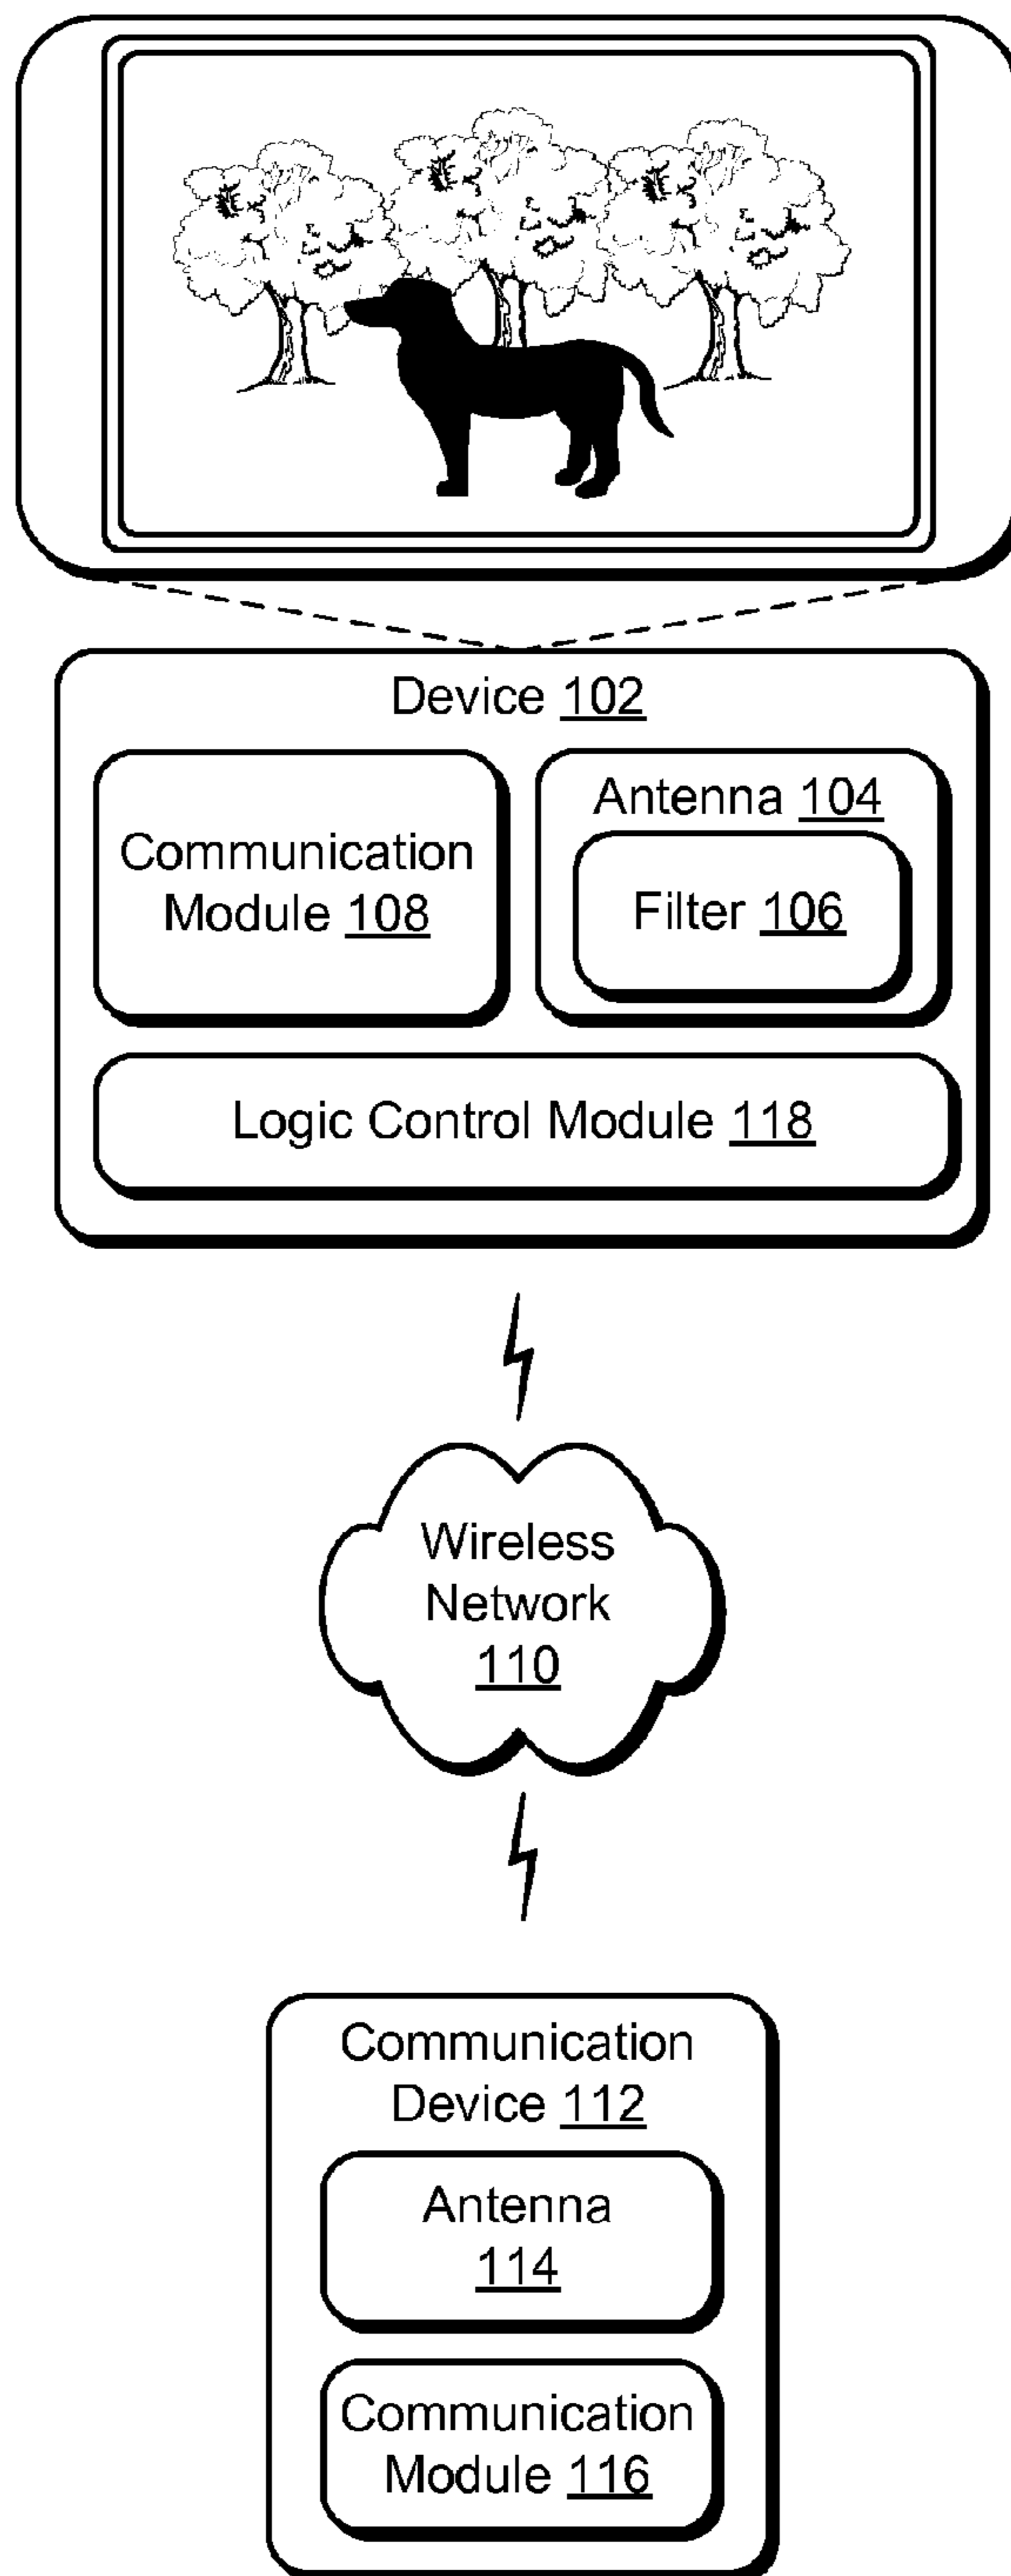 Device 102
Communication
Module 108
Antenna 104
Filter 106
Logic Control Module 118
Wireless
Network
110
Communication
Device 112
Antenna
114
Communication
Module 116